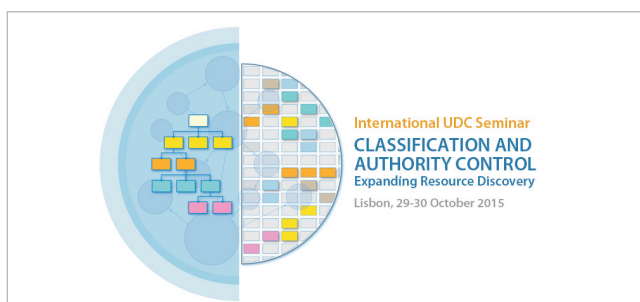 International UDC Seminar
CLASSIFICATION AND
AUTHORITY CONTROL
Expanding Resource Discovery
Lisbon, 29-30 October 2015